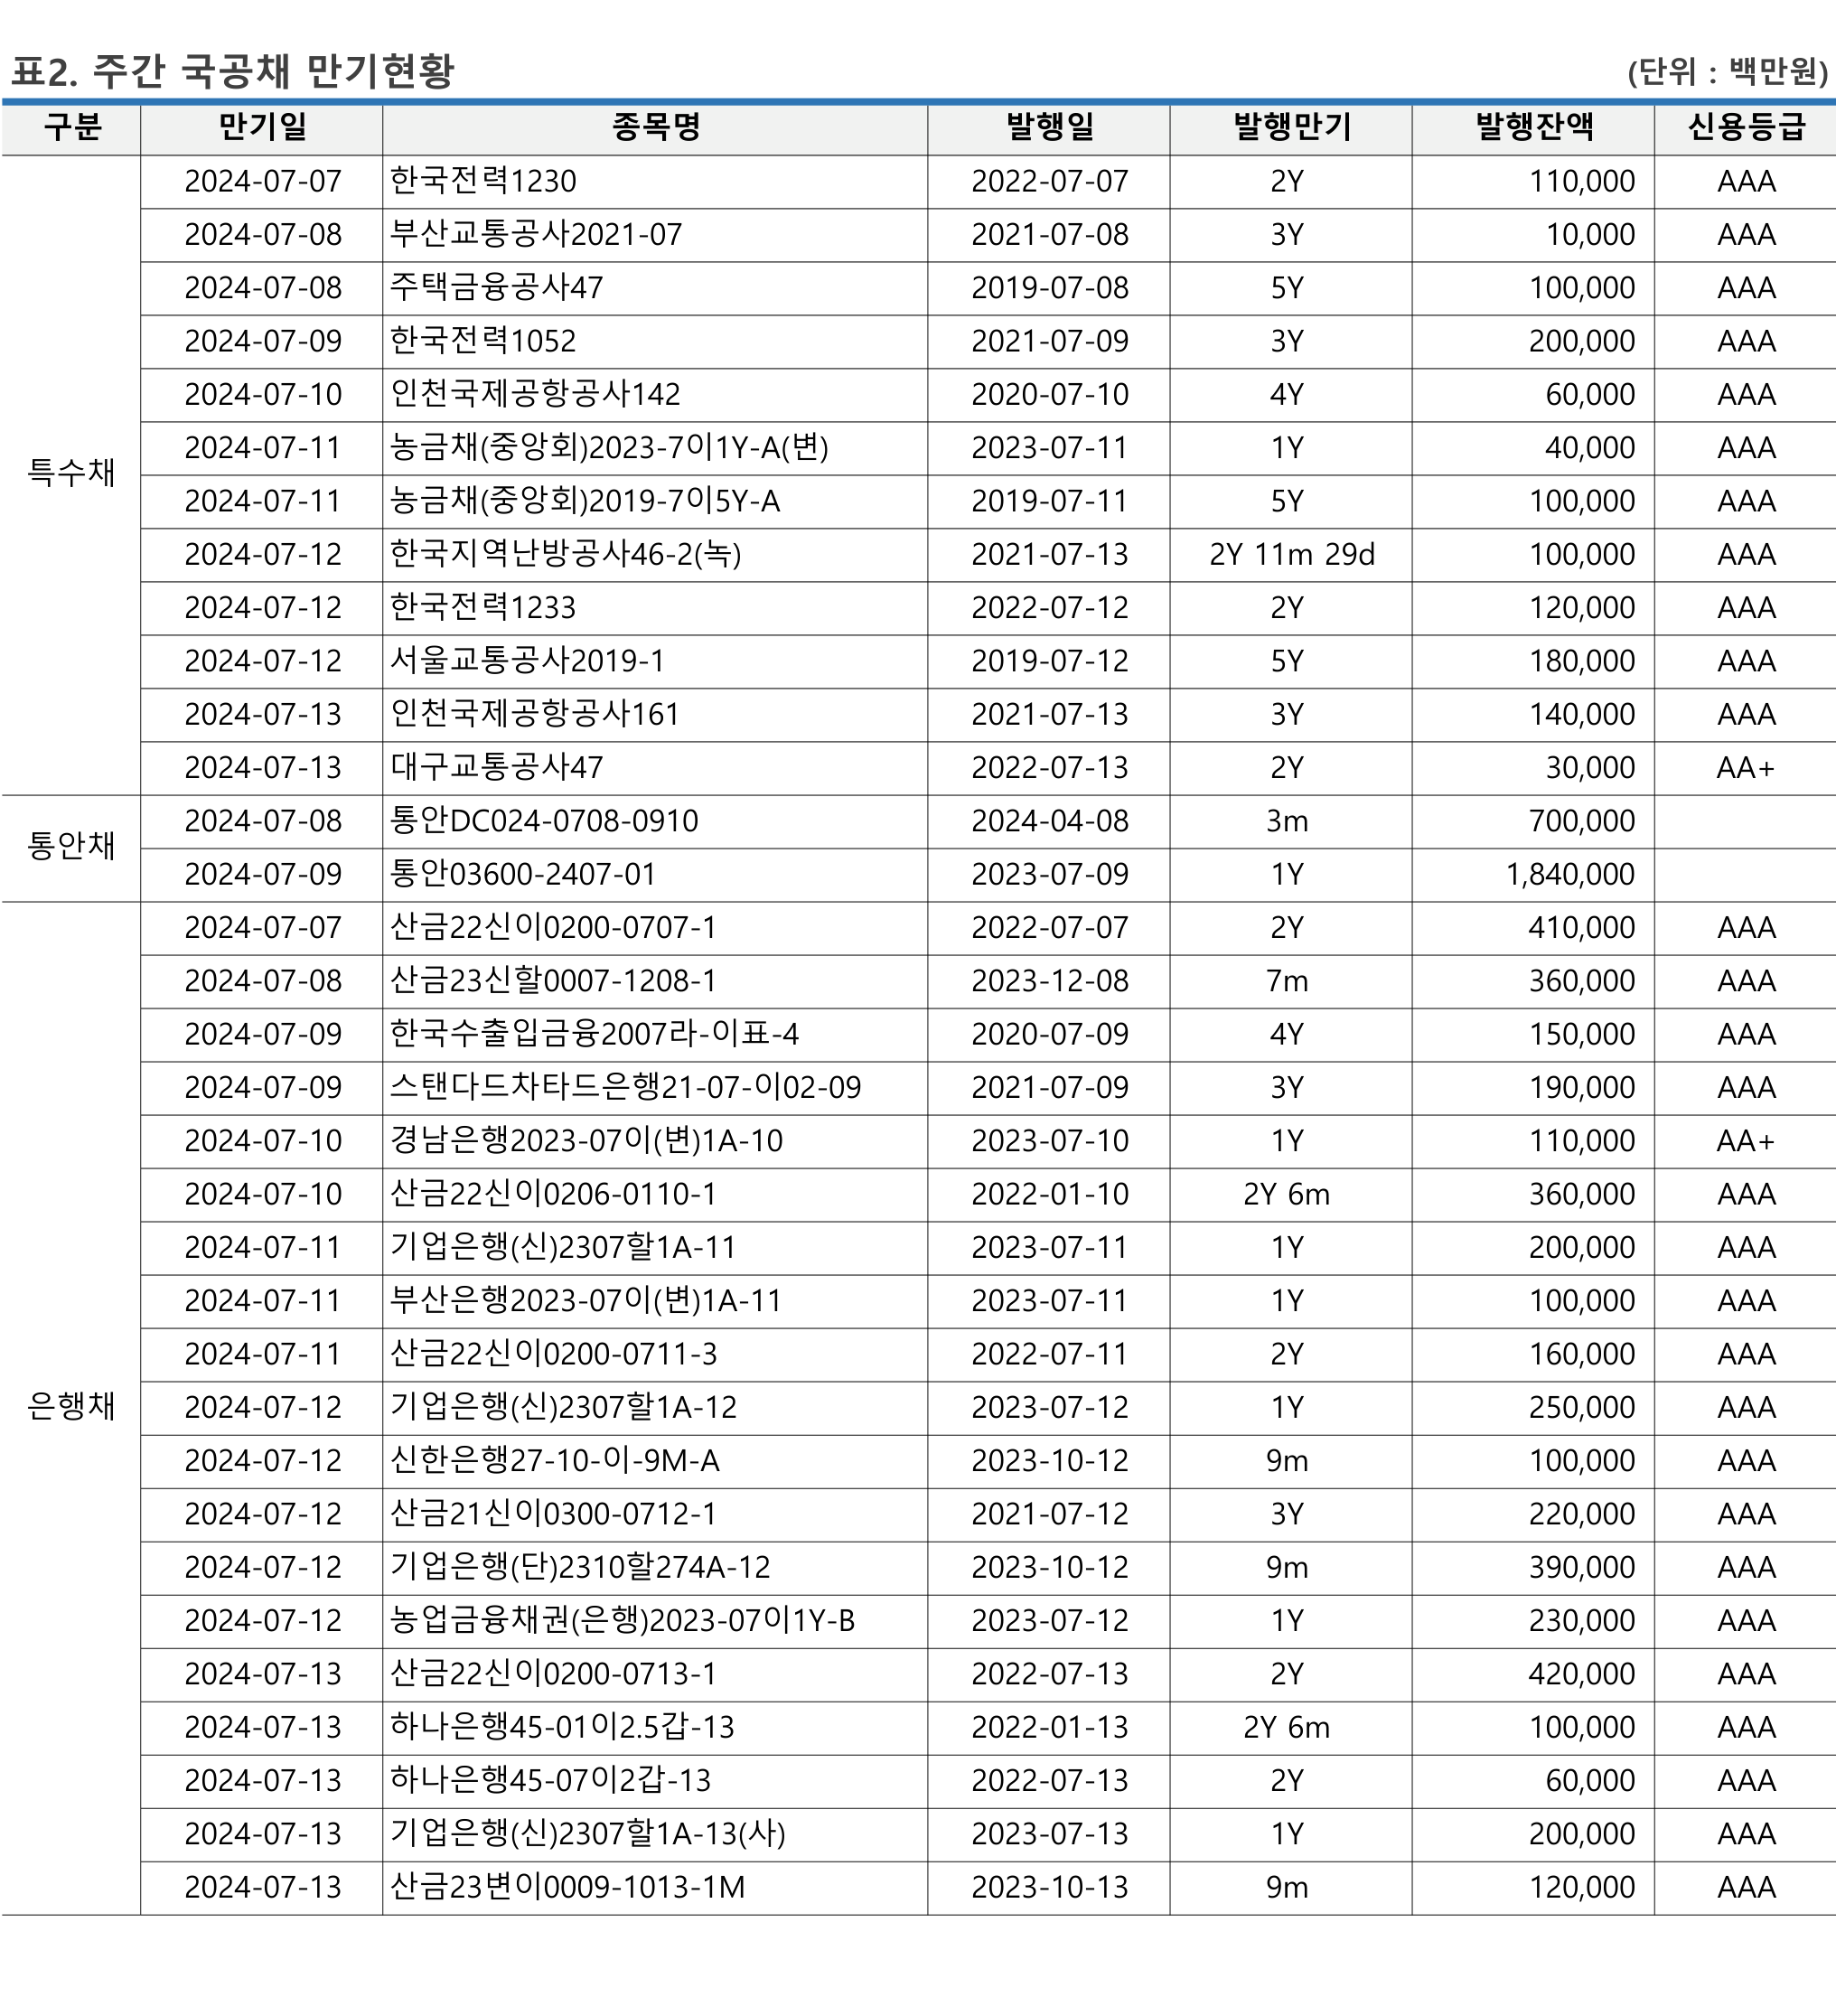 표2. 주간 국공채 만기현황 (단위 : 백만원)
구분 만기일 종목명 발행일 발행만기 발행잔액 신용등급
특수채
2024-07-07 한국전력1230 2022-07-07 2Y 110,000 AAA
2024-07-08 부산교통공사2021-07 2021-07-08 3Y 10,000 AAA
2024-07-08 주택금융공사47 2019-07-08 5Y 100,000 AAA
2024-07-09 한국전력1052 2021-07-09 3Y 200,000 AAA
2024-07-10 인천국제공항공사142 2020-07-10 4Y 60,000 AAA
2024-07-11 농금채(중앙회)2023-7이1Y-A(변) 2023-07-11 1Y 40,000 AAA
2024-07-11 농금채(중앙회)2019-7이5Y-A 2019-07-11 5Y 100,000 AAA
2024-07-12 한국지역난방공사46-2(녹) 2021-07-13 2Y 11m 29d 100,000 AAA
2024-07-12 한국전력1233 2022-07-12 2Y 120,000 AAA
2024-07-12 서울교통공사2019-1 2019-07-12 5Y 180,000 AAA
2024-07-13 인천국제공항공사161 2021-07-13 3Y 140,000 AAA
2024-07-13 대구교통공사47 2022-07-13 2Y 30,000 AA+
통안채
2024-07-08 통안DC024-0708-0910 2024-04-08 3m 700,000
2024-07-09 통안03600-2407-01 2023-07-09 1Y 1,840,000
은행채
2024-07-07 산금22신이0200-0707-1 2022-07-07 2Y 410,000 AAA
2024-07-08 산금23신할0007-1208-1 2023-12-08 7m 360,000 AAA
2024-07-09 한국수출입금융2007라-이표-4 2020-07-09 4Y 150,000 AAA
2024-07-09 스탠다드차타드은행21-07-이02-09 2021-07-09 3Y 190,000 AAA
2024-07-10 경남은행2023-07이(변)1A-10 2023-07-10 1Y 110,000 AA+
2024-07-10 산금22신이0206-0110-1 2022-01-10 2Y 6m 360,000 AAA
2024-07-11 기업은행(신)2307할1A-11 2023-07-11 1Y 200,000 AAA
2024-07-11 부산은행2023-07이(변)1A-11 2023-07-11 1Y 100,000 AAA
2024-07-11 산금22신이0200-0711-3 2022-07-11 2Y 160,000 AAA
2024-07-12 기업은행(신)2307할1A-12 2023-07-12 1Y 250,000 AAA
2024-07-12 신한은행27-10-이-9M-A 2023-10-12 9m 100,000 AAA
2024-07-12 산금21신이0300-0712-1 2021-07-12 3Y 220,000 AAA
2024-07-12 기업은행(단)2310할274A-12 2023-10-12 9m 390,000 AAA
2024-07-12 농업금융채권(은행)2023-07이1Y-B 2023-07-12 1Y 230,000 AAA
2024-07-13 산금22신이0200-0713-1 2022-07-13 2Y 420,000 AAA
2024-07-13 하나은행45-01이2.5갑-13 2022-01-13 2Y 6m 100,000 AAA
2024-07-13 하나은행45-07이2갑-13 2022-07-13 2Y 60,000 AAA
2024-07-13 기업은행(신)2307할1A-13(사) 2023-07-13 1Y 200,000 AAA
2024-07-13 산금23변이0009-1013-1M 2023-10-13 9m 120,000 AAA